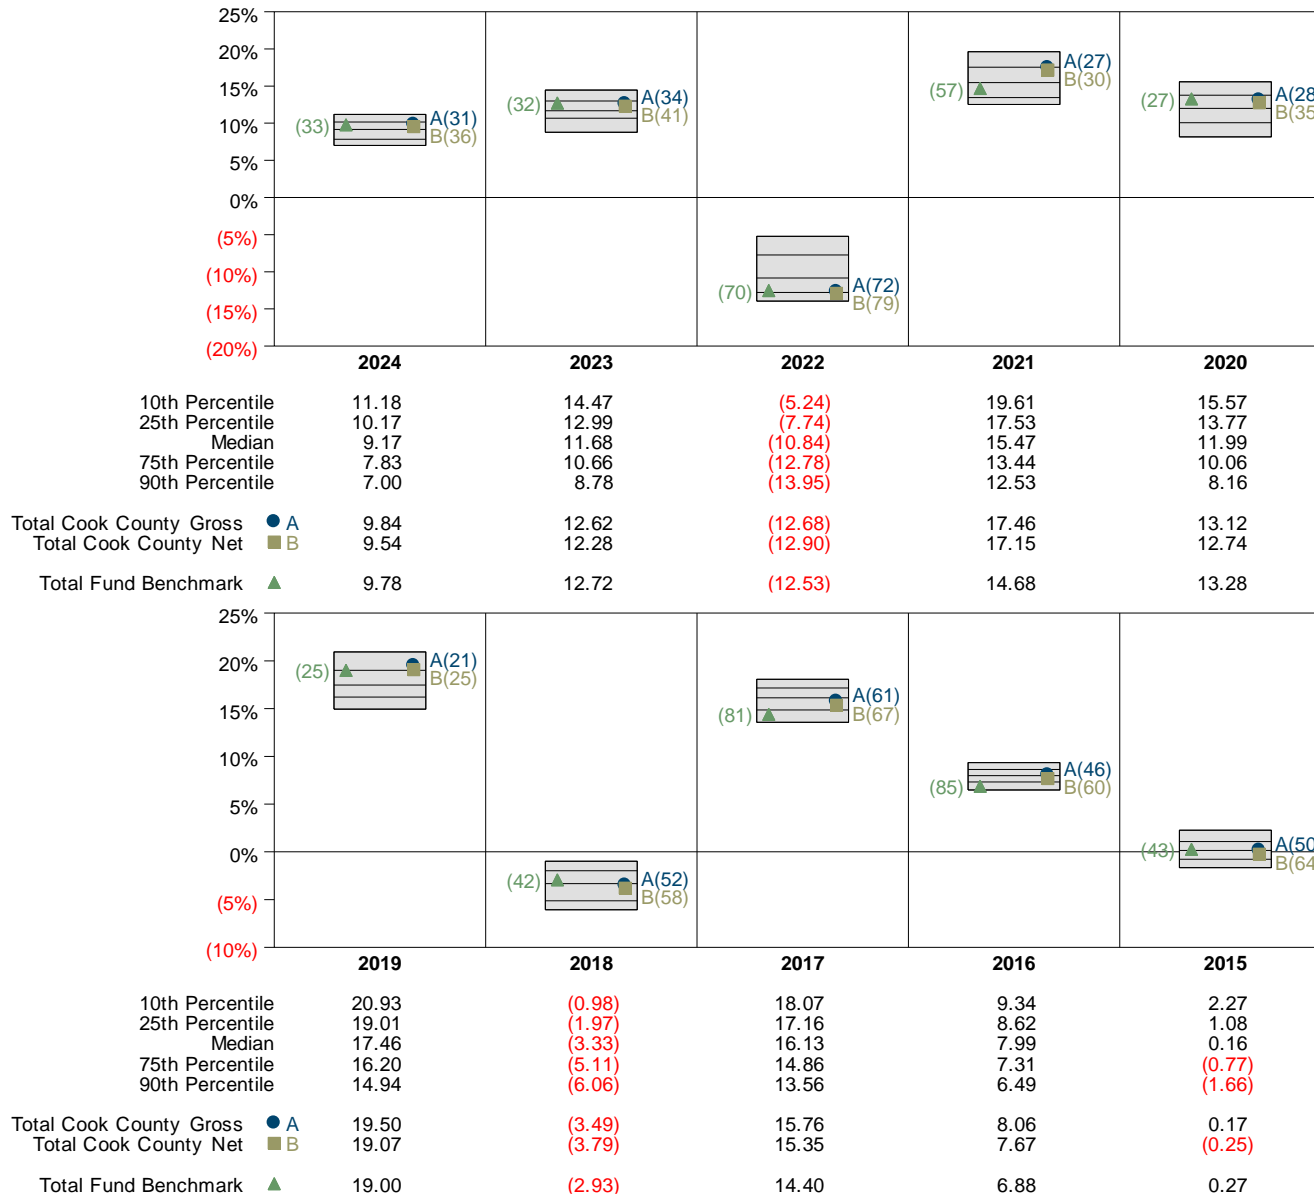 25%
20%
15%
10%
5%
0%
(5%)
(10%)
(15%)
(20%)
(33) A(31)
B(36)
(32) A(34)
B(41)
(70) A(72)
B(79)
(57) A(27)
B(30)
(27) A(28
B(35
2024 2023 2022 2021 2020
10th Percentile 11.18 14.47 (5.24) 19.61 15.57
25th Percentile 10.17 12.99 (7.74) 17.53 13.77
Median 9.17 11.68 (10.84) 15.47 11.99
75th Percentile 7.83 10.66 (12.78) 13.44 10.06
90th Percentile 7.00 8.78 (13.95) 12.53 8.16
Total Cook County Gross A 9.84 12.62 (12.68) 17.46 13.12
Total Cook County Net B 9.54 12.28 (12.90) 17.15 12.74
Total Fund Benchmark 9.78 12.72 (12.53) 14.68 13.28
25%
20%
15%
10%
5%
0%
(5%)
(10%)
(25) A(21)
B(25)
(42) A(52)
B(58)
(81) A(61)
B(67)
(85) A(46)
B(60)
(43) A(50
B(64
2019 2018 2017 2016 2015
10th Percentile 20.93 (0.98) 18.07 9.34 2.27
25th Percentile 19.01 (1.97) 17.16 8.62 1.08
Median 17.46 (3.33) 16.13 7.99 0.16
75th Percentile 16.20 (5.11) 14.86 7.31 (0.77)
90th Percentile 14.94 (6.06) 13.56 6.49 (1.66)
Total Cook County Gross A 19.50 (3.49) 15.76 8.06 0.17
Total Cook County Net B 19.07 (3.79) 15.35 7.67 (0.25)
Total Fund Benchmark 19.00 (2.93) 14.40 6.88 0.27